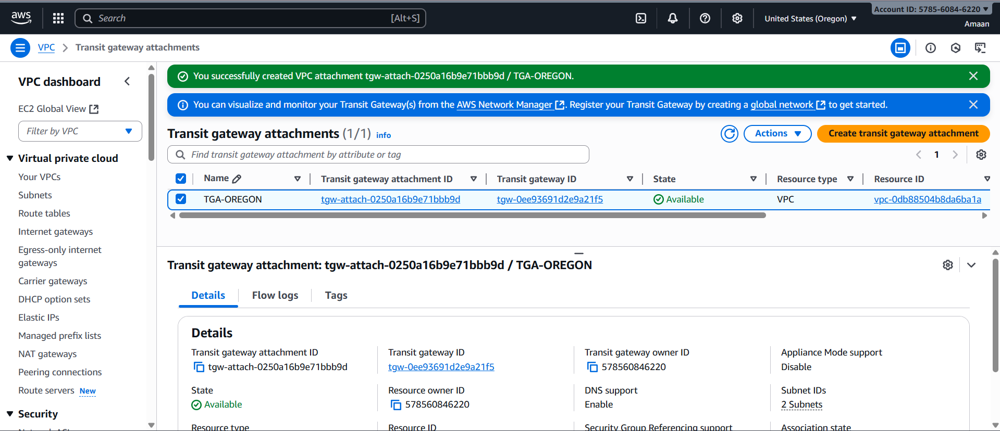 aws
Search
[Alt+S]
United States (Oregon)
Account ID: 5785-6084-6220
Amaan
VPC
Transit gateway attachments
VPC dashboard
EC2 Global View
Filter by VPC
Virtual private cloud
Your VPCs
Subnets
Route tables
Internet gateways
Egress-only internet
gateways
Carrier gateways
DHCP option sets
Elastic IPs
Managed prefix lists
NAT gateways
Peering connections
Route servers New
Security
You successfully created VPC attachment tgw-attach-0250a16b9e71bbb9d / TGA-OREGON.
You can visualize and monitor your Transit Gateway(s) from the AWS Network Manager . Register your Transit Gateway by creating a global network to get started.
Transit gateway attachments (1/1) info
Actions
Create transit gateway attachment
Find transit gateway attachment by attribute or tag
1
Name Transit gateway attachment ID Transit gateway ID State Resource type Resource ID
TGA-OREGON tgw-attach-0250a16b9e71bbb9d tgw-0ee93691d2e9a21f5 Available VPC vpc-0db88504b8da6ba1a
Transit gateway attachment: tgw-attach-0250a16b9e71bbb9d / TGA-OREGON
Details Flow logs Tags
Details
Transit gateway attachment ID
tgw-attach-0250a16b9e71bbb9d
Transit gateway ID
tgw-0ee93691d2e9a21f5
Transit gateway owner ID
578560846220
Appliance Mode support
Disable
State
Available
Resource owner ID
578560846220
DNS support
Enable
Subnet IDs
2 Subnets
Resource type
Resource ID
Security Group Referencing support
Association state